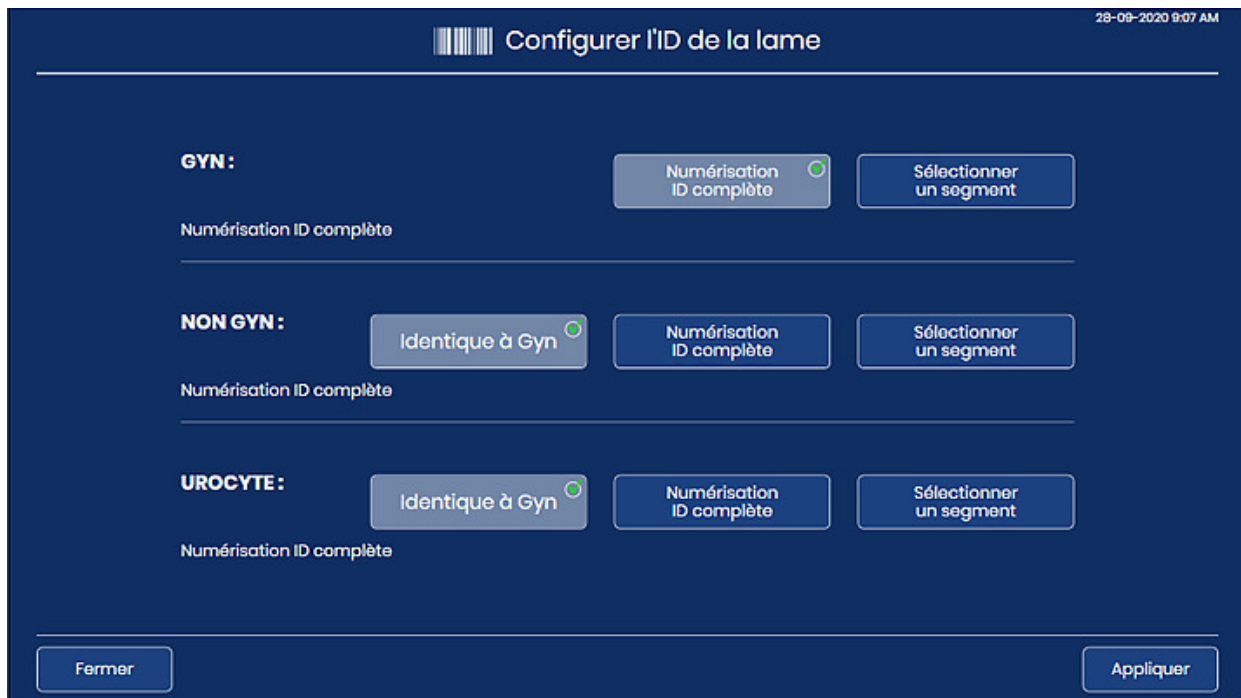 28-09-2020 9:07 AM
Configurer l'ID de la lame
GYN :
Numérisation
ID complète
Sélectionner
un segment
Numérisation ID complète
NON GYN :
Identique à Gyn
Numérisation
ID complète
Sélectionner
un segment
Numérisation ID complète
UROCYTE :
Identique à Gyn
Numérisation
ID complète
Sélectionner
un segment
Numérisation ID complète
Fermer
Appliquer